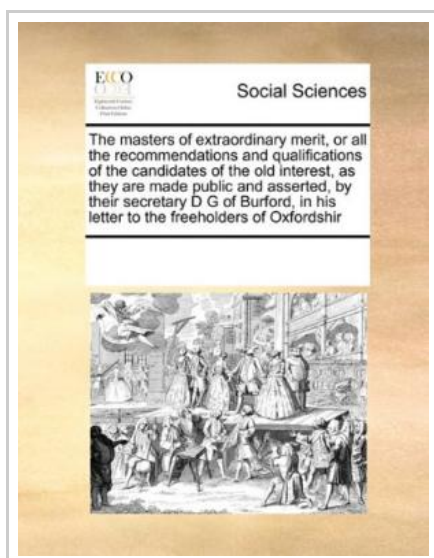 ECCO
Social Sciences
The masters of extraordinary merit, or all
the recommendations and qualifications
of the candidates of the old interest, as
they are made public and asserted, by
their secretary D G of Burford, in his
letter to the freeholders of Oxfordshir